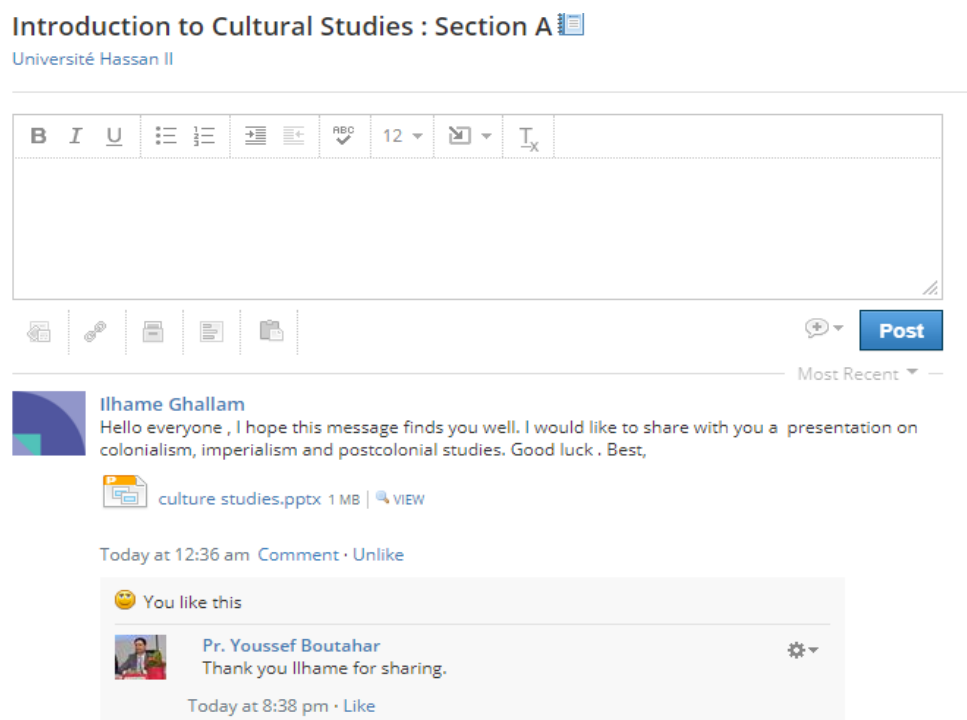 Introduction to Cultural Studies : Section A
Université Hassan II
B I U ABC 12 Tx
Post
Most Recent
Ilhame Ghallam
Hello everyone , I hope this message finds you well. I would like to share with you a presentation on
colonialism, imperialism and postcolonial studies. Good luck . Best,
P
culture studies.pptx 1 MB | VIEW
Today at 12:36 am Comment · Unlike
You like this
Pr. Youssef Boutahar
Thank you Ilhame for sharing.
Today at 8:38 pm · Like